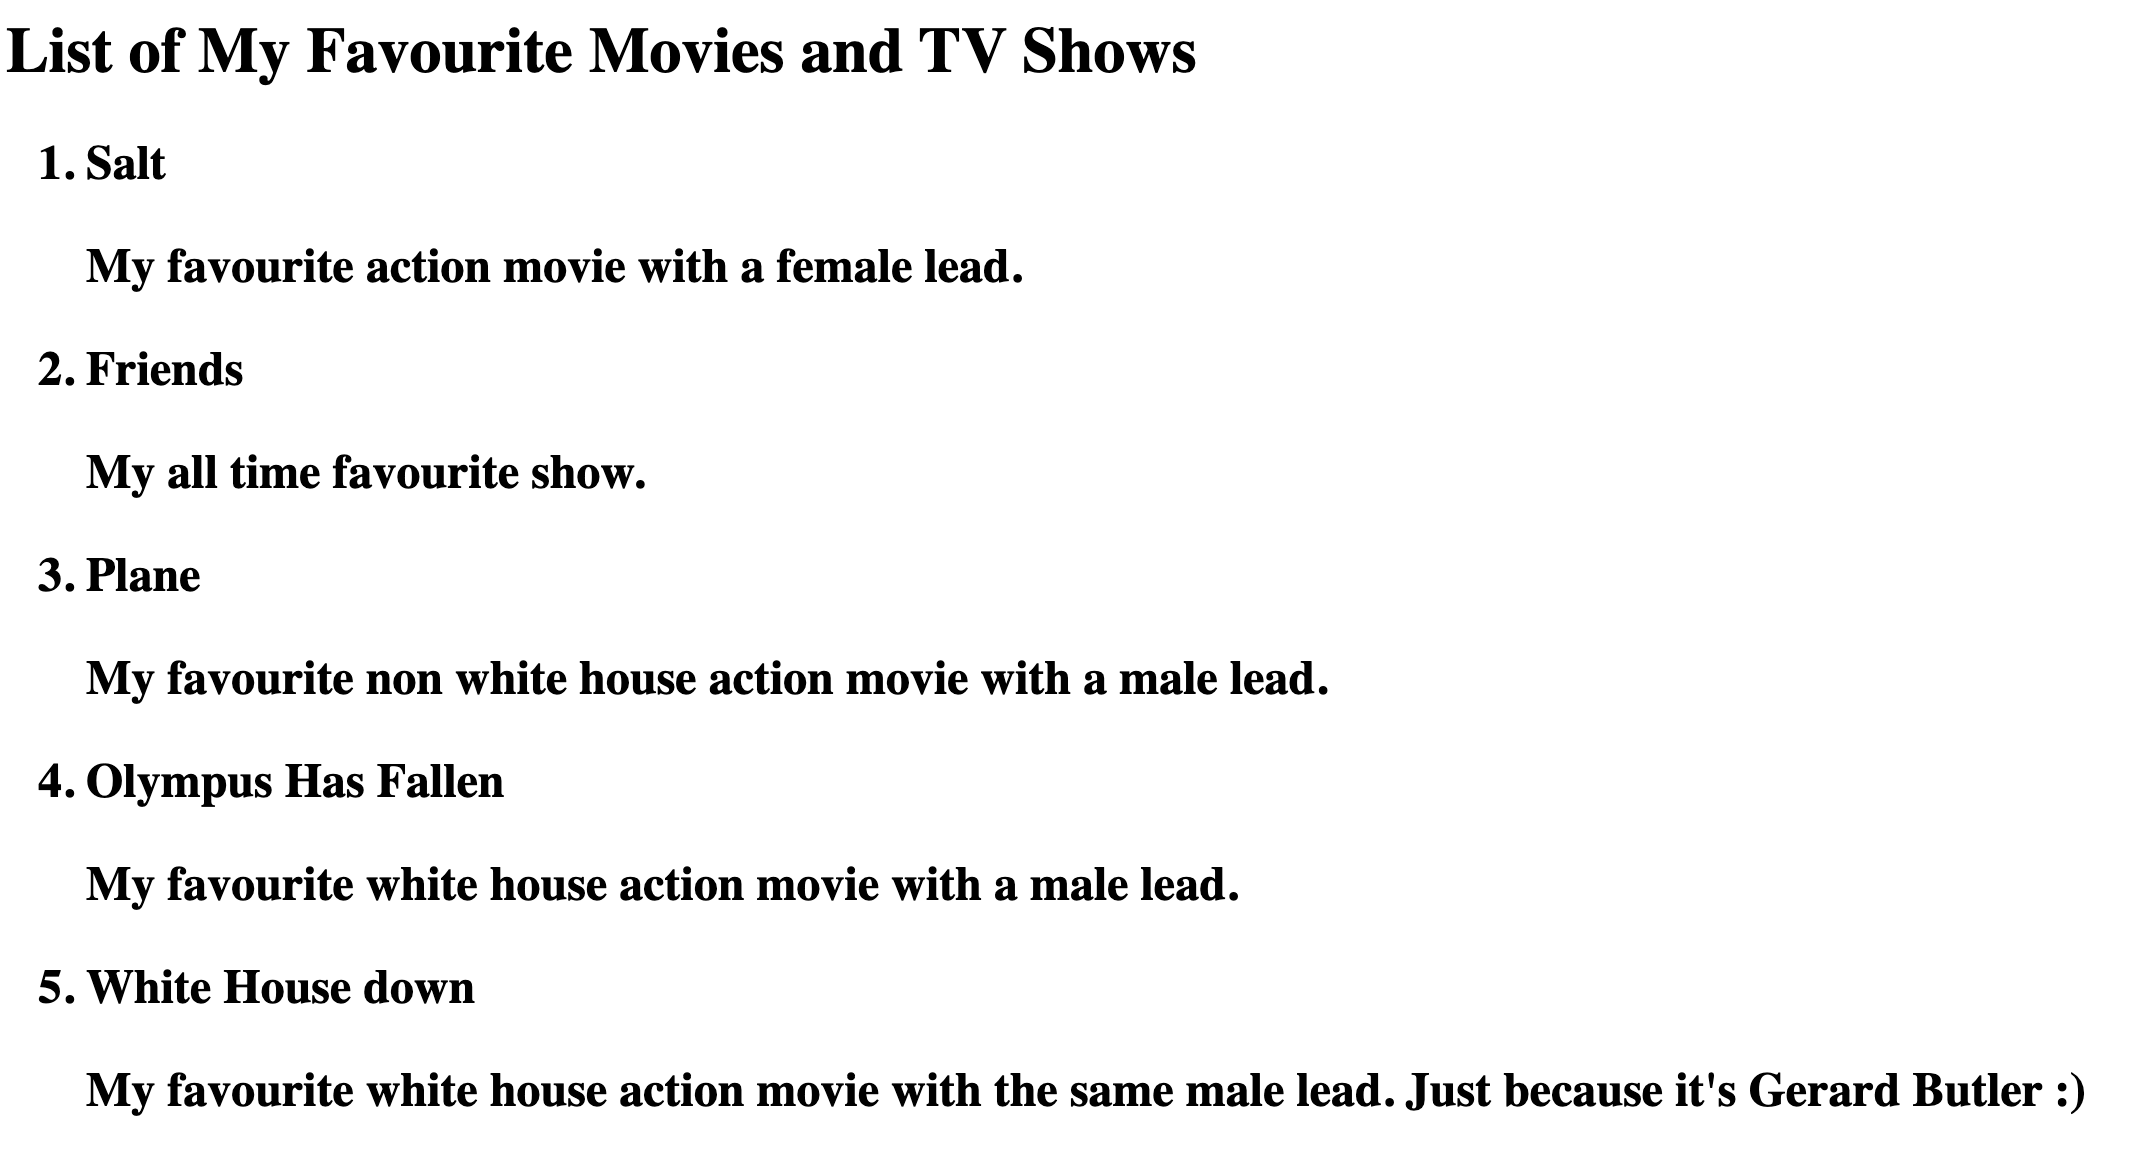 List of My Favourite Movies and TV Shows
1. Salt
My favourite action movie with a female lead.
2. Friends
My all time favourite show.
3. Plane
My favourite non white house action movie with a male lead.
4. Olympus Has Fallen
My favourite white house action movie with a male lead.
5. White House down
My favourite white house action movie with the same male lead. Just because it's Gerard Butler :)